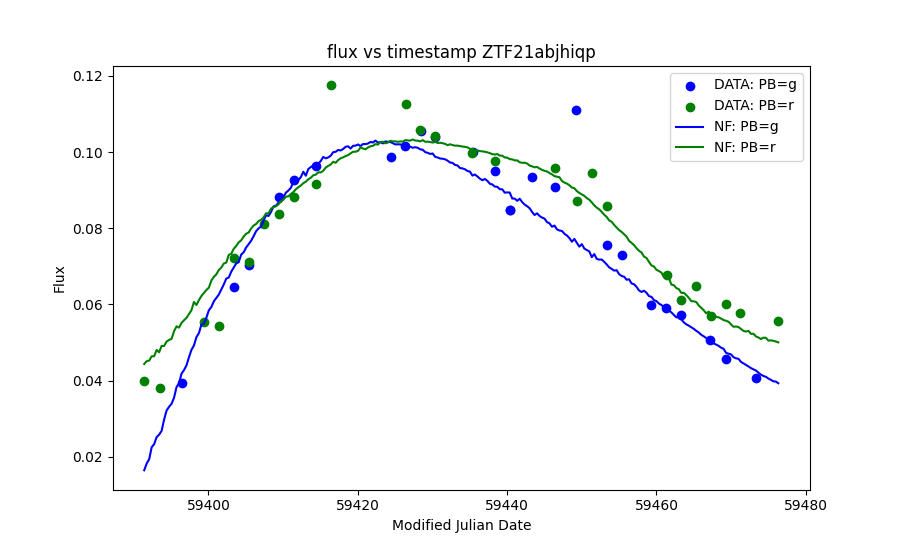 flux vs timestamp ZTF21abjhiqp
0.12
0.10
0.08
0.06
0.04
0.02
Flux
DATA: PB=g
DATA: PB=r
NF: PB=g
NF: PB=r
59400
59420
59440
59460
59480
Modified Julian Date